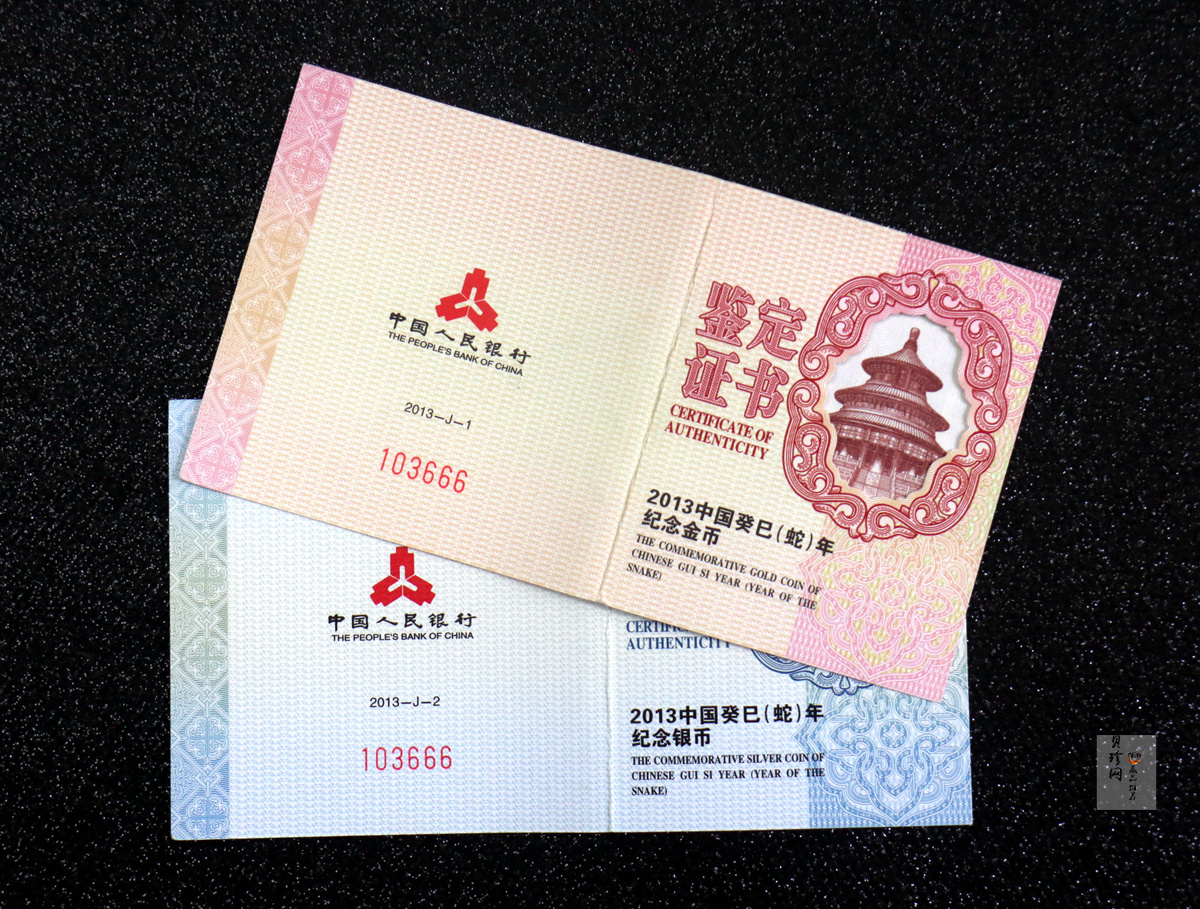 中国人民银行
THE PEOPLE'S BANK OF CHINA
2013-J-1
103666
鉴定
证书
CERTIFICATE OF
AUTHENTICITY
2013中国癸巳(蛇)年
纪念金币
THE COMMEMORATIVE GOLD COIN OF
CHINESE GUI SI YEAR (YEAR OF THE
SNAKE)
中国人民银行
THE PEOPLE'S BANK OF CHINA
2013-J-2
103666
AUTHENTICITY
2013中国癸巳(蛇)年
纪念银币
THE COMMEMORATIVE SILVER COIN OF
CHINESE GUI SI YEAR (YEAR OF THE
SNAKE)
贝珍网